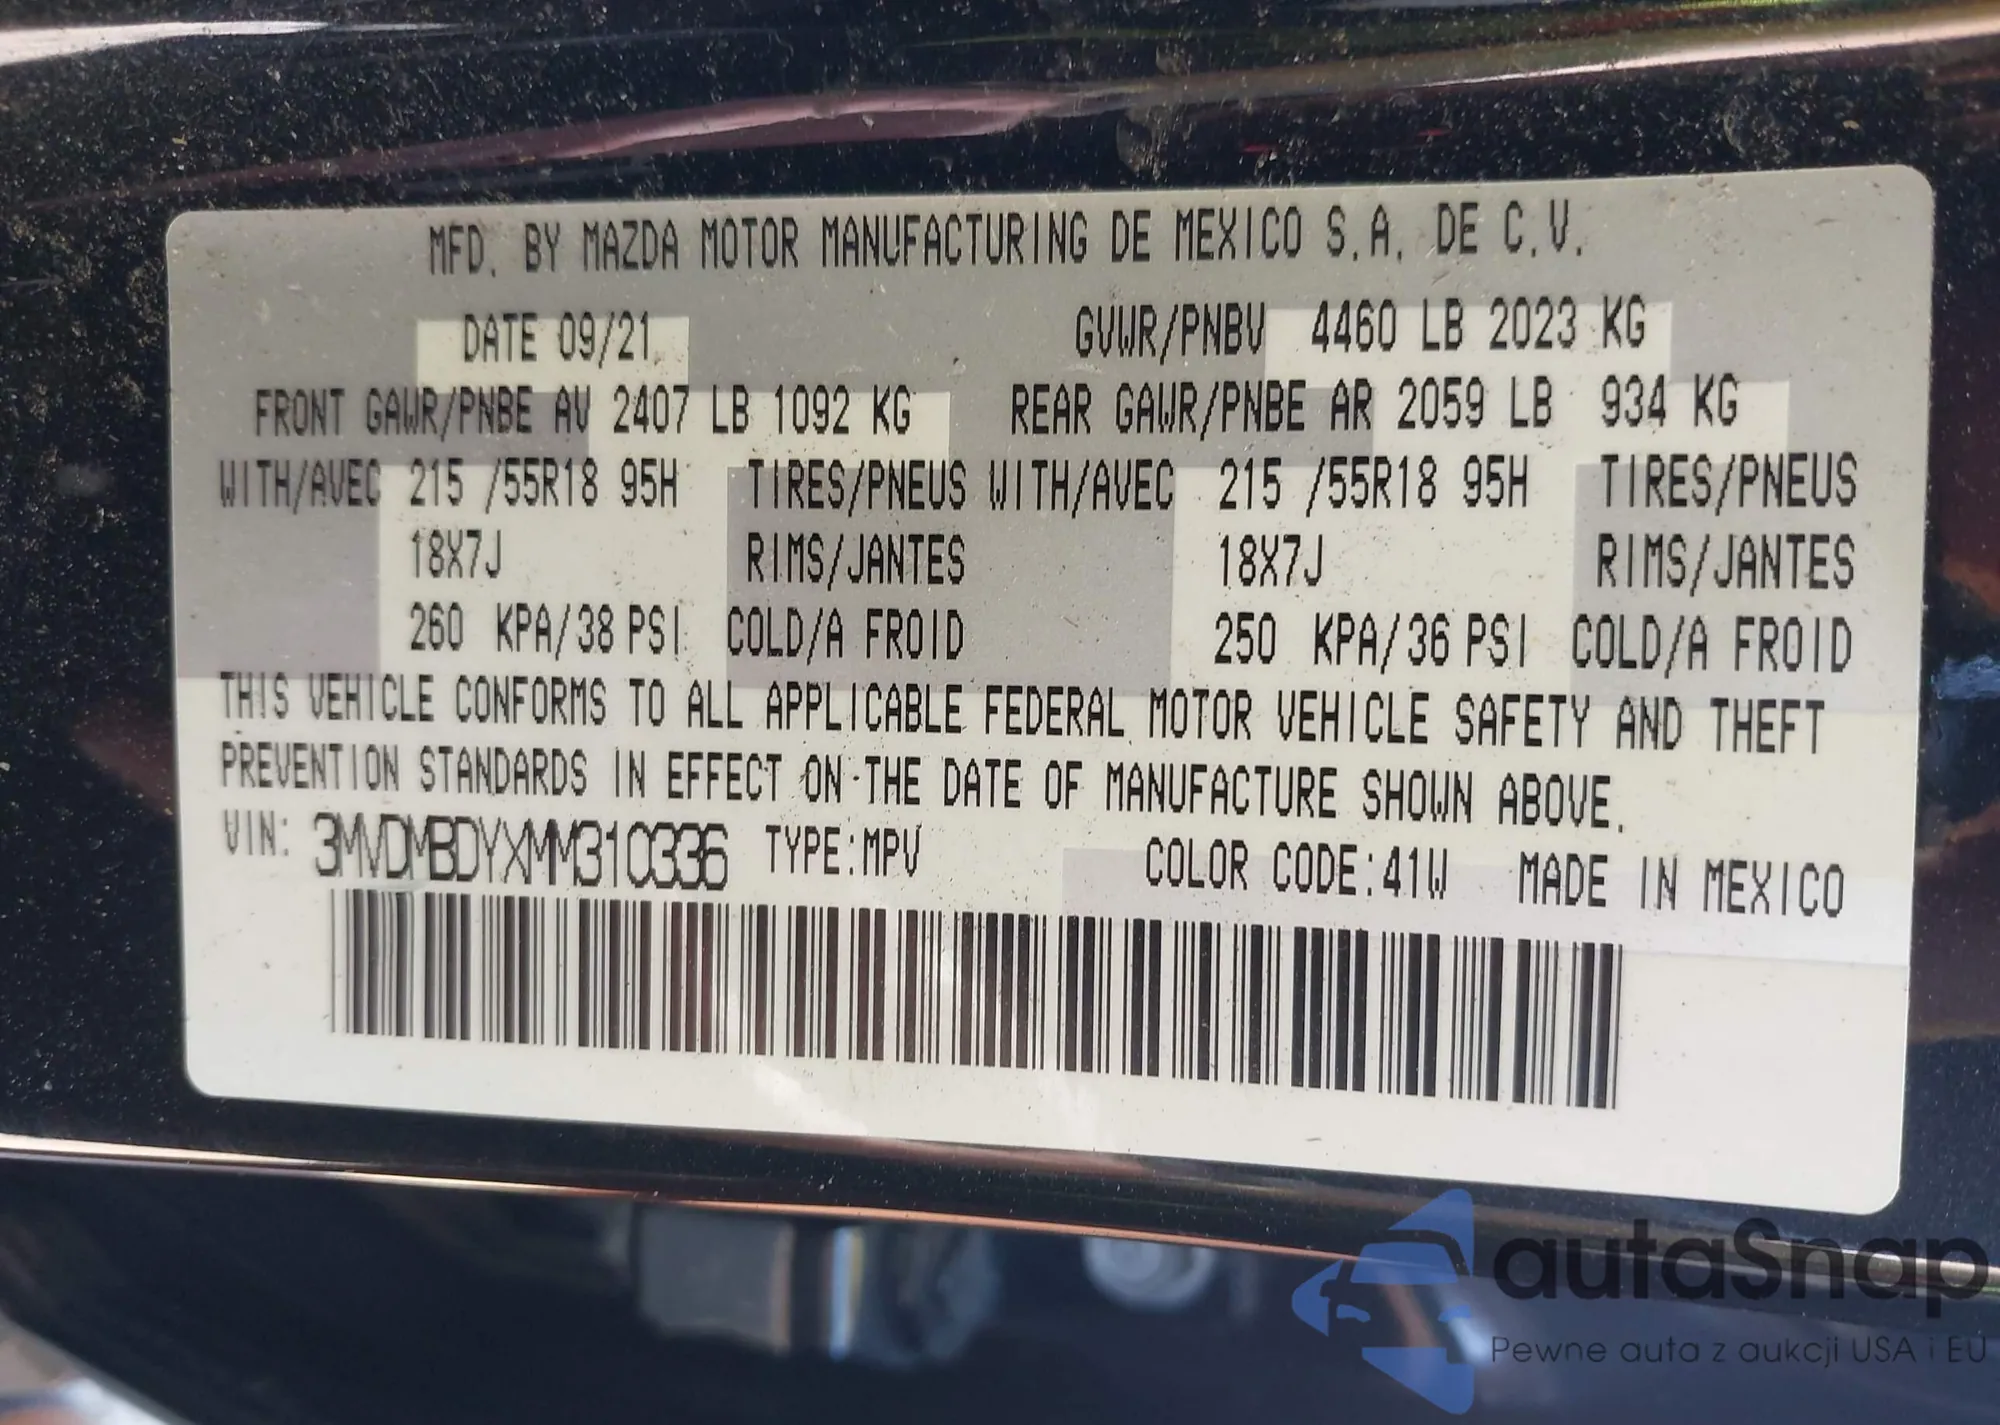 MFD. BY MAZDA MOTOR MANUFACTURING DE MEXICO S.A. DE C.V.
DATE 09/21 GVWR/PNBV 4460 LB 2023 KG
FRONT GAWR/PNBE AV 2407 LB 1092 KG REAR GAWR/PNBE AR 2059 LB 934 KG
WITH/AVEC 215 /55R18 95H TIRES/PNEUS WITH/AVEC 215 /55R18 95H TIRES/PNEUS
18X7J RIMS/JANTES 18X7J RIMS/JANTES
260 KPA/38 PSI COLD/A FROID 250 KPA/36 PSI COLD/A FROID
THIS VEHICLE CONFORMS TO ALL APPLICABLE FEDERAL MOTOR VEHICLE SAFETY AND THEFT
PREVENTION STANDARDS IN EFFECT ON THE DATE OF MANUFACTURE SHOWN ABOVE.
VIN: 3MVDMBDYXMM310336 TYPE:MPV COLOR CODE:41W MADE IN MEXICO
autaSnap
Pewne auta z aukcji USA i EU